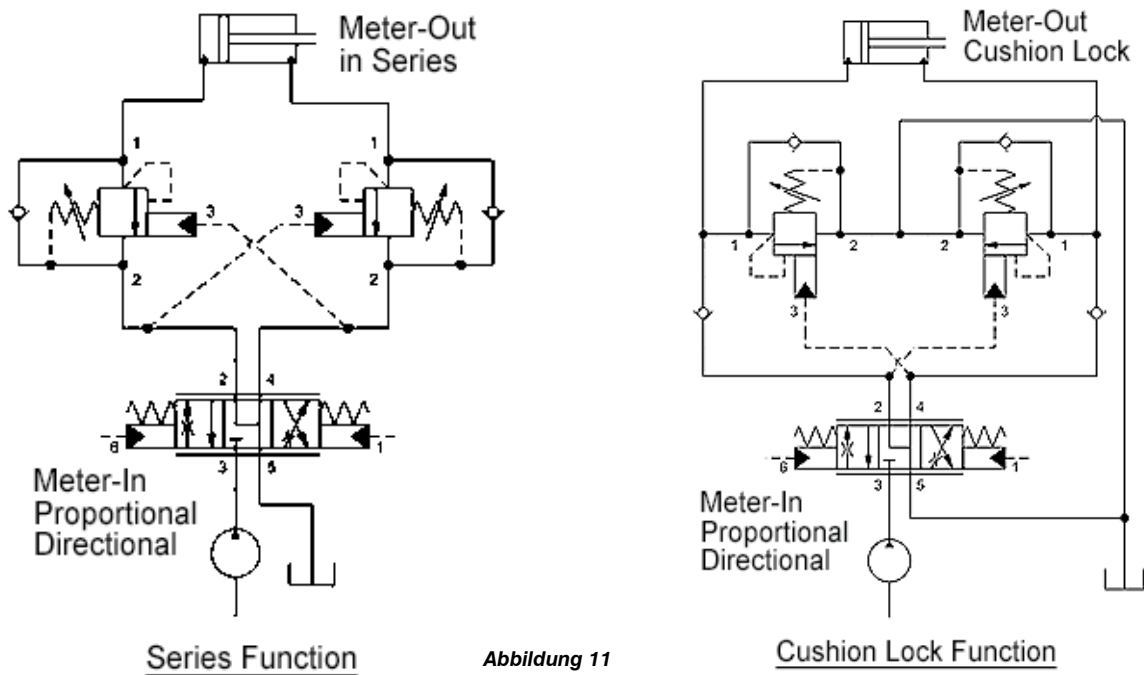 Meter-Out
in Series
1
1
3
3
2
2
2 4
6
1
3 5
Meter-In
Proportional
Directional
Series Function
Abbildung 11
Meter-Out
Cushion Lock
1
2
2
1
3
3
2 4
6
1
3 5
Meter-In
Proportional
Directional
Cushion Lock Function